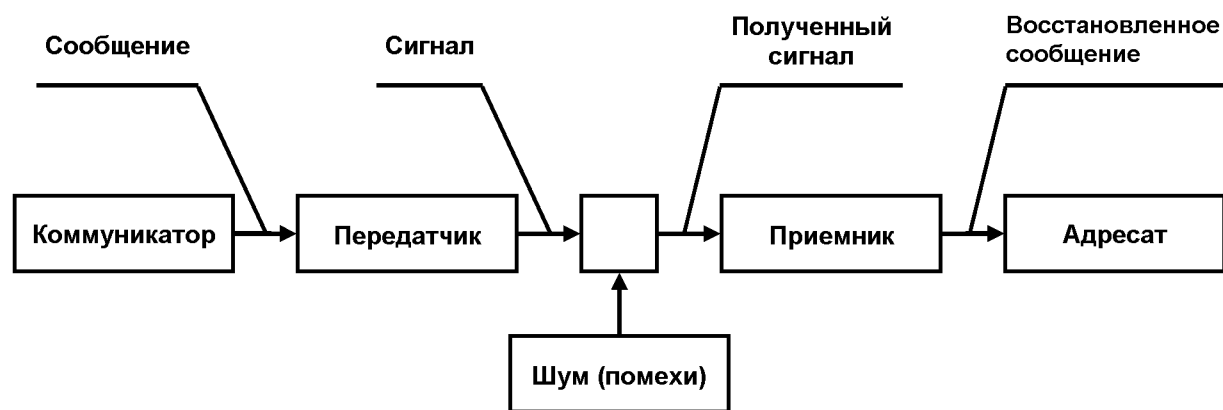 Сообщение
Сигнал
Полученный
сигнал
Восстановленное
сообщение
Коммуникатор
Передатчик
Приемник
Адресат
Шум (помехи)